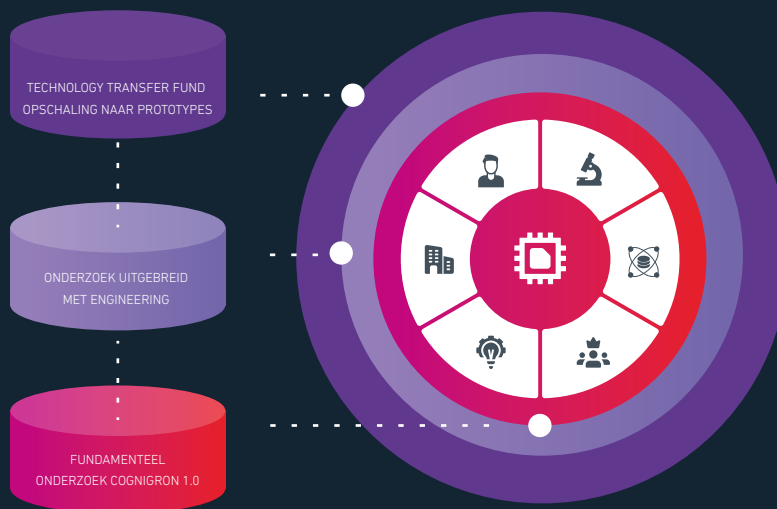 TECHNOLOGY TRANSFER FUND
OPSCHALING NAAR PROTOTYPES
ONDERZOEK UITGEBREID
MET ENGINEERING
FUNDAMENTEEL
ONDERZOEK COGNIGRON 1.0